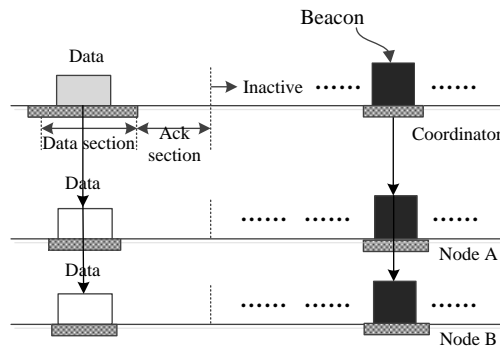 Beacon
Data
Inactive
...... ......
Coordinator
Data section
Ack
section
Data
...... ...... ......
Node A
Data
...... ...... ......
Node B